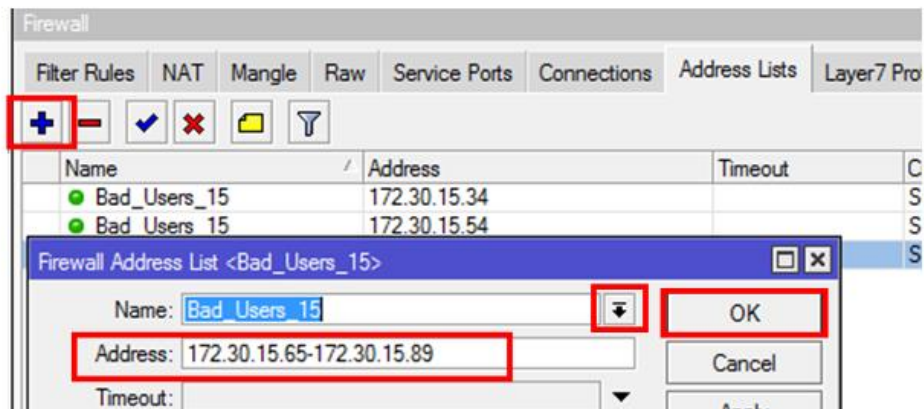 Firewall
Filter Rules NAT Mangle Raw Service Ports Connections Address Lists Layer7
Name Address Timeout
Bad_Users_15 172.30.15.34
Bad_Users_15 172.30.15.54
Firewall Address List <Bad_Users_15>
Name: Bad_Users_15 OK
Address: 172.30.15.65-172.30.15.89 Cancel
Timeout: Apply